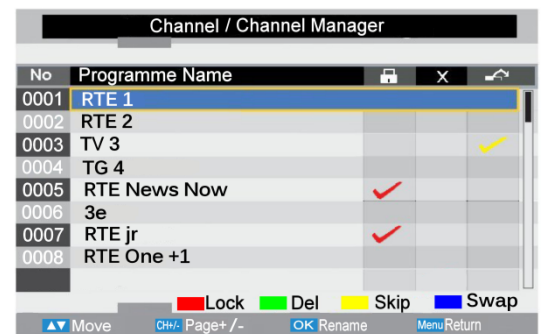 Channel / Channel Manager
No Programme Name X
0001 RTE 1
0002 RTE 2
0003 TV 3
0004 TG 4
0005 RTE News Now
0006 3e
0007 RTE jr
0008 RTE One +1
Lock Del Skip Swap
Move CH+/- Page+/- OK Rename Menu Return